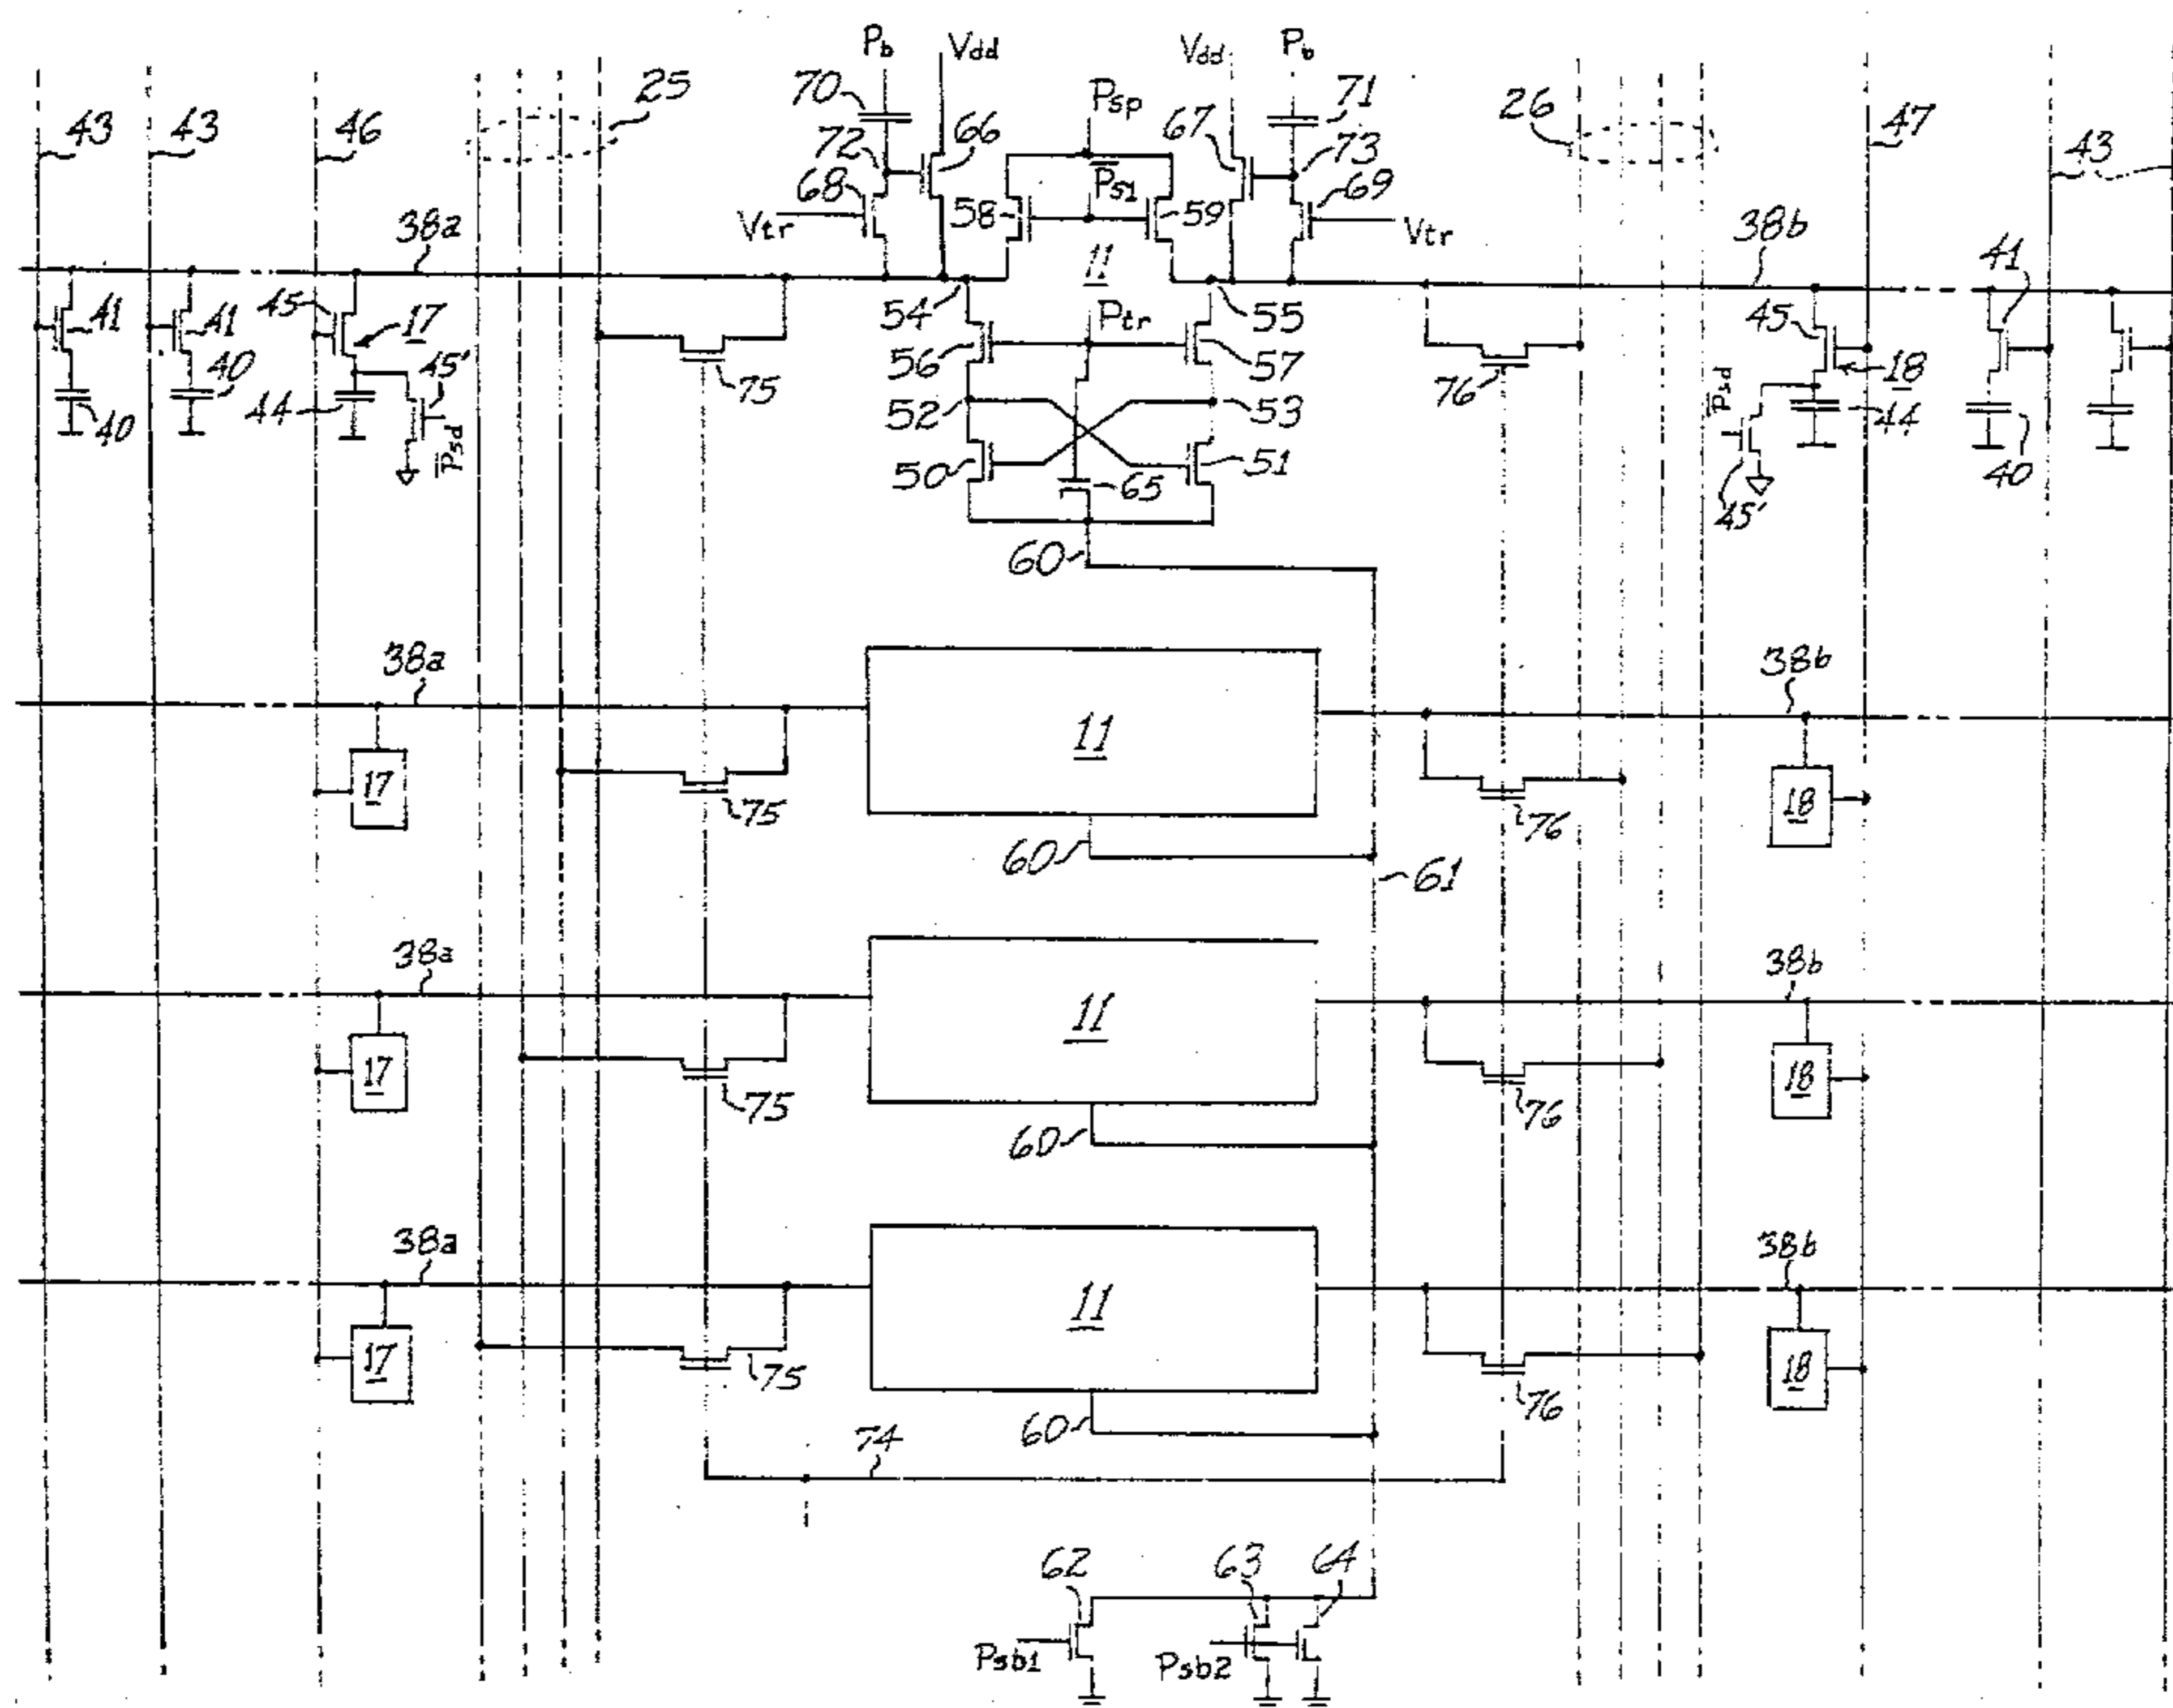 Pb Vdd Vdd Pb
70 66 Psp 67 71
43 43 46 25 72 P̅s1 73 26 47 43
68 58 59 69
Vtr Vtr
38a 11 38b
41 41 45 17 54 Ptr 55 45 41
56 57
40 40 44 45' 75 52 53 76 P̅sd 18 44 40
P̅sd 50 65 51 45'
60
38a 38b
17 11 18
75 76
60 61
38a 38b
17 11 18
75 76
60
38a 38b
17 11 18
75 76
60
74
62 63 64
Psb1 Psb2